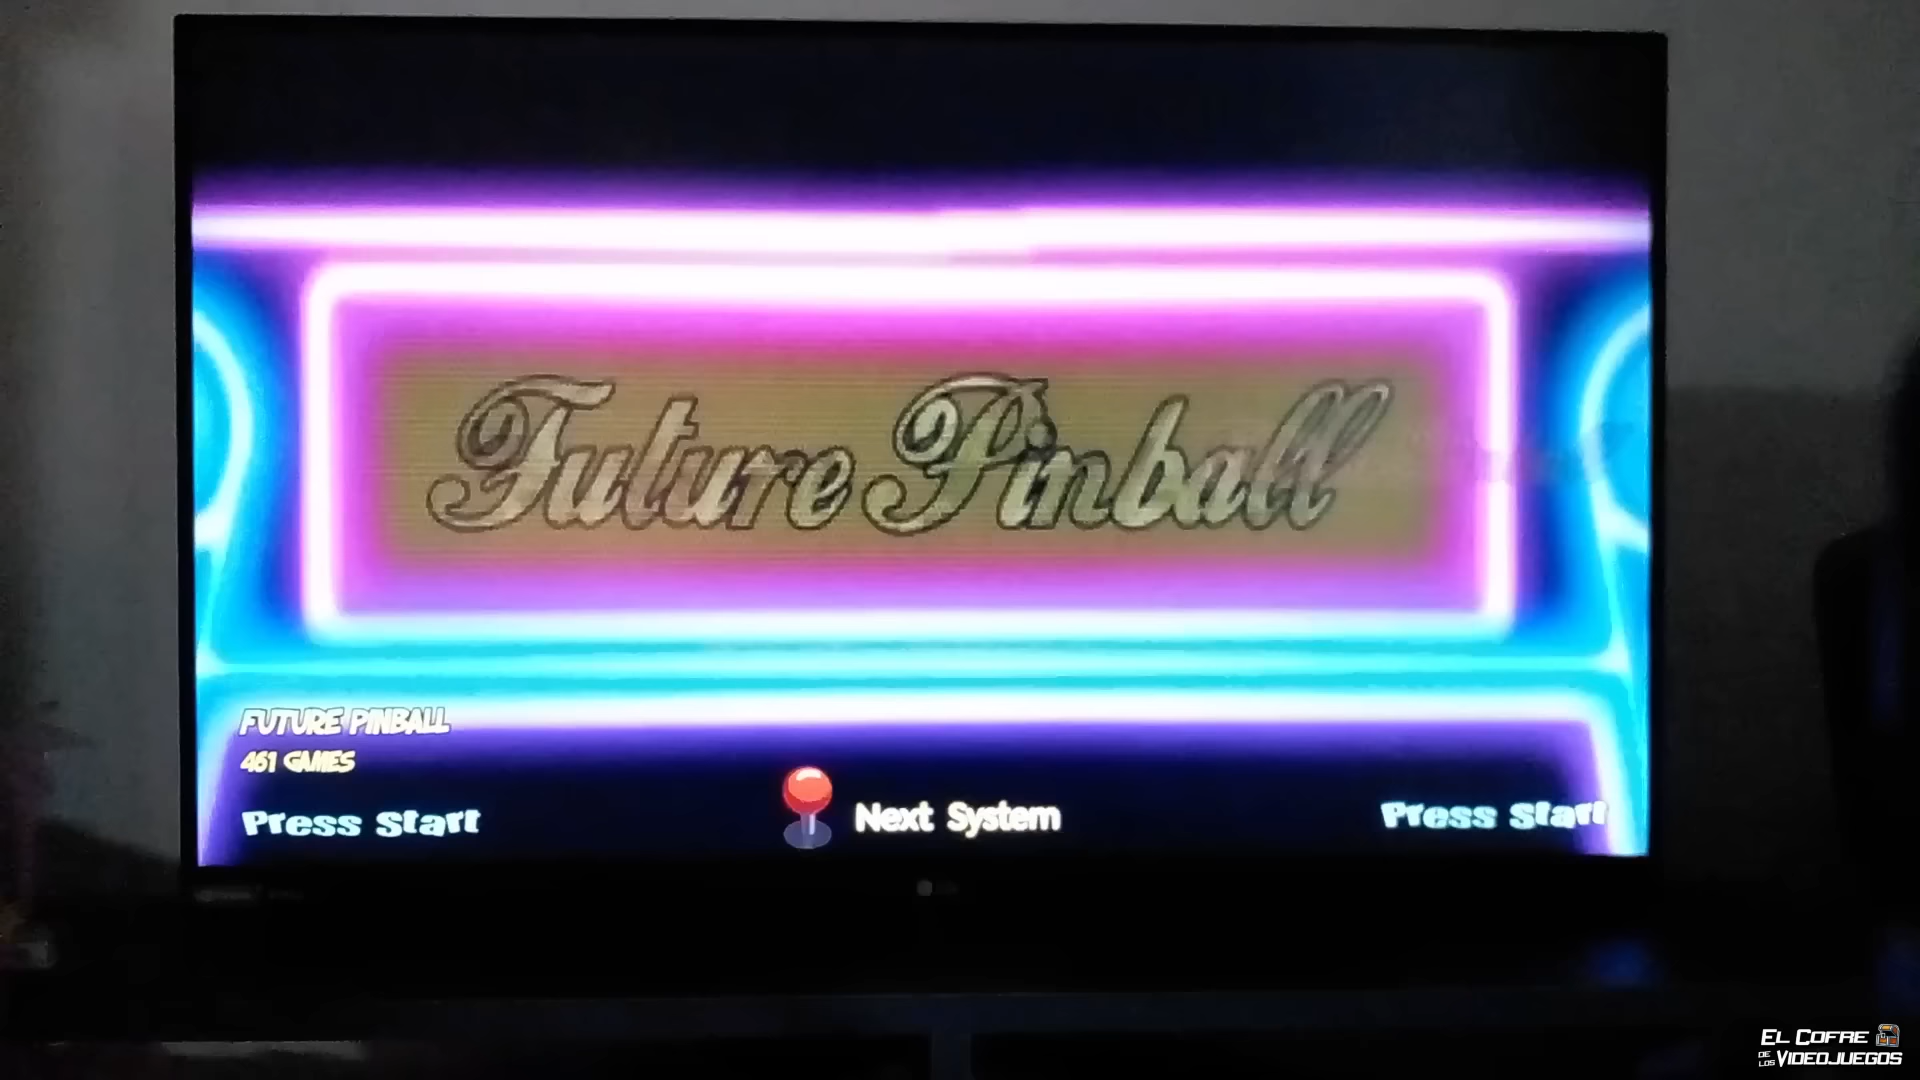 Future Pinball
FUTURE PINBALL
461 GAMES
Press Start
Next System
Press Start
EL COFRE
DE LOS VIDEOJUEGOS